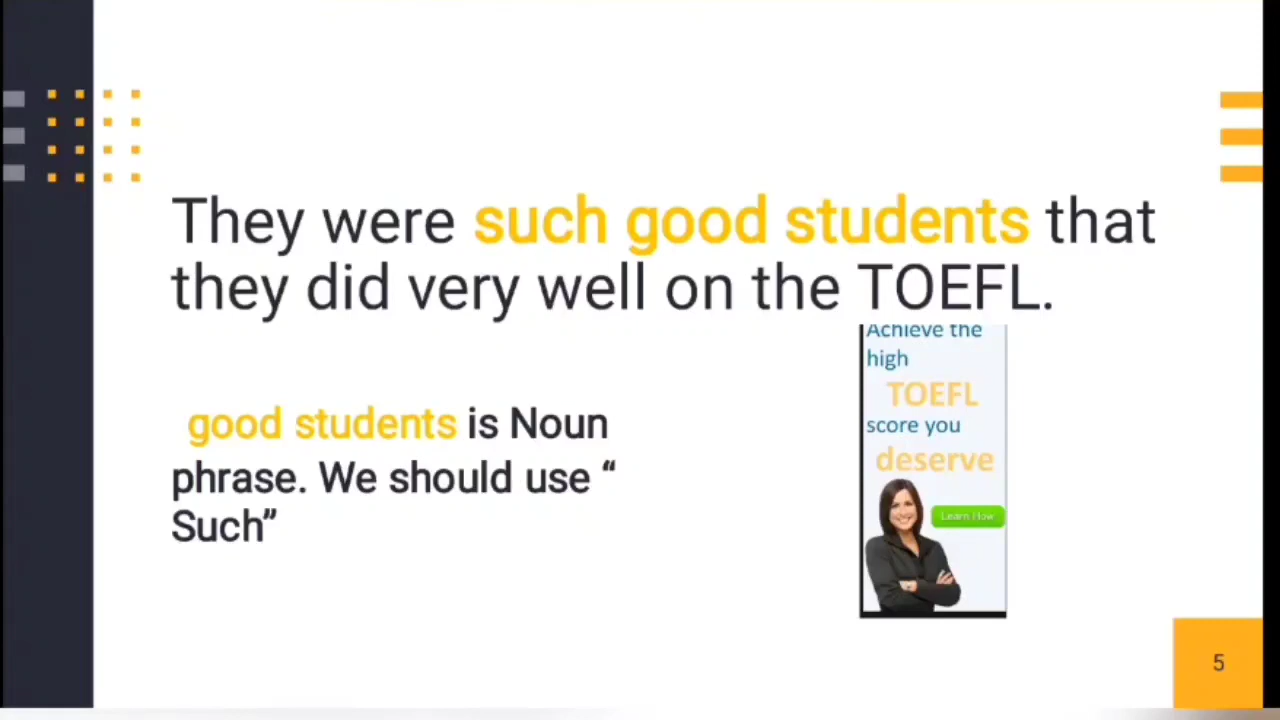 They were such good students that
they did very well on the TOEFL.
Achieve the
high
TOEFL
score you
deserve
Learn How
good students is Noun
phrase. We should use “
Such”
5